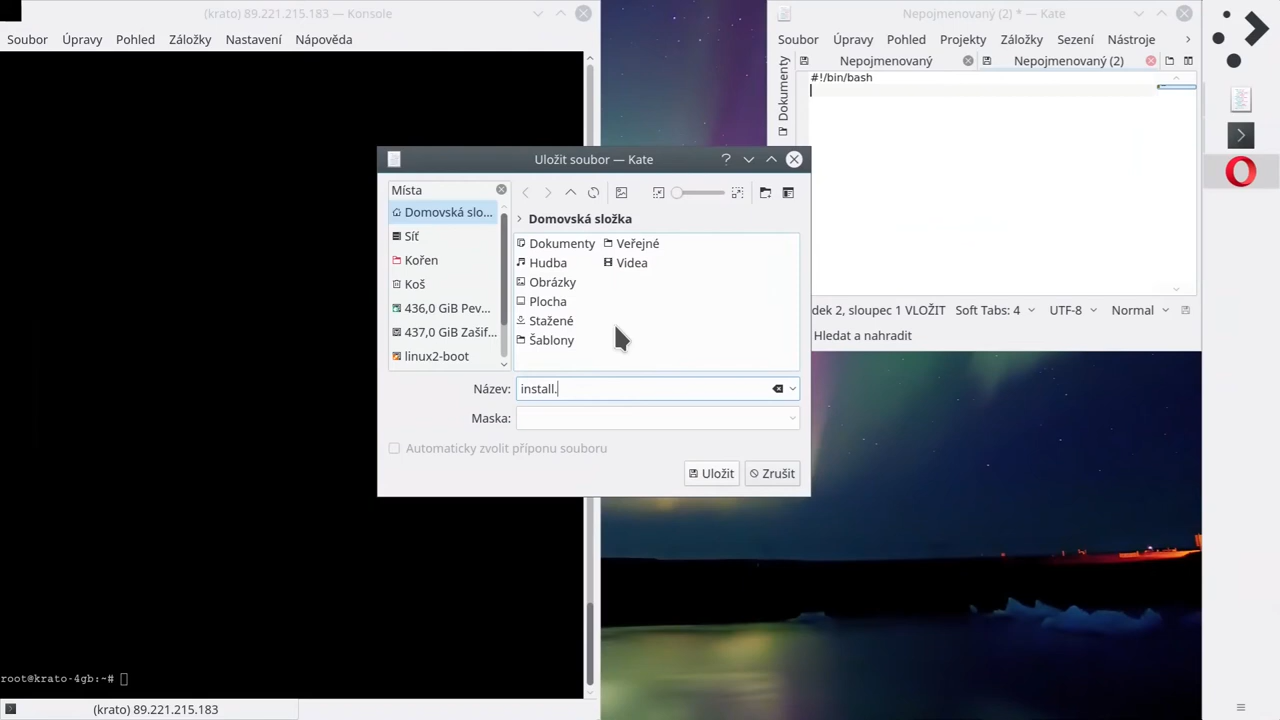 (krato) 89.221.215.183 — Konsole
Soubor Úpravy Pohled Záložky Nastavení Nápověda
root@krato-4gb:~#
(krato) 89.221.215.183
Nepojmenovaný (2) * — Kate
Soubor Úpravy Pohled Projekty Záložky Sezení Nástroje
Nepojmenovaný Nepojmenovaný (2)
Dokumenty
#!/bin/bash
dek 2, sloupec 1 VLOŽIT Soft Tabs: 4 UTF-8 Normal
Hledat a nahradit
Uložit soubor — Kate
Místa
Domovská slo...
Síť
Kořen
Koš
436,0 GiB Pev...
437,0 GiB Zašif...
linux2-boot
Domovská složka
Dokumenty Veřejné
Hudba Videa
Obrázky
Plocha
Stažené
Šablony
Název: install.
Maska:
Automaticky zvolit příponu souboru
Uložit Zrušit